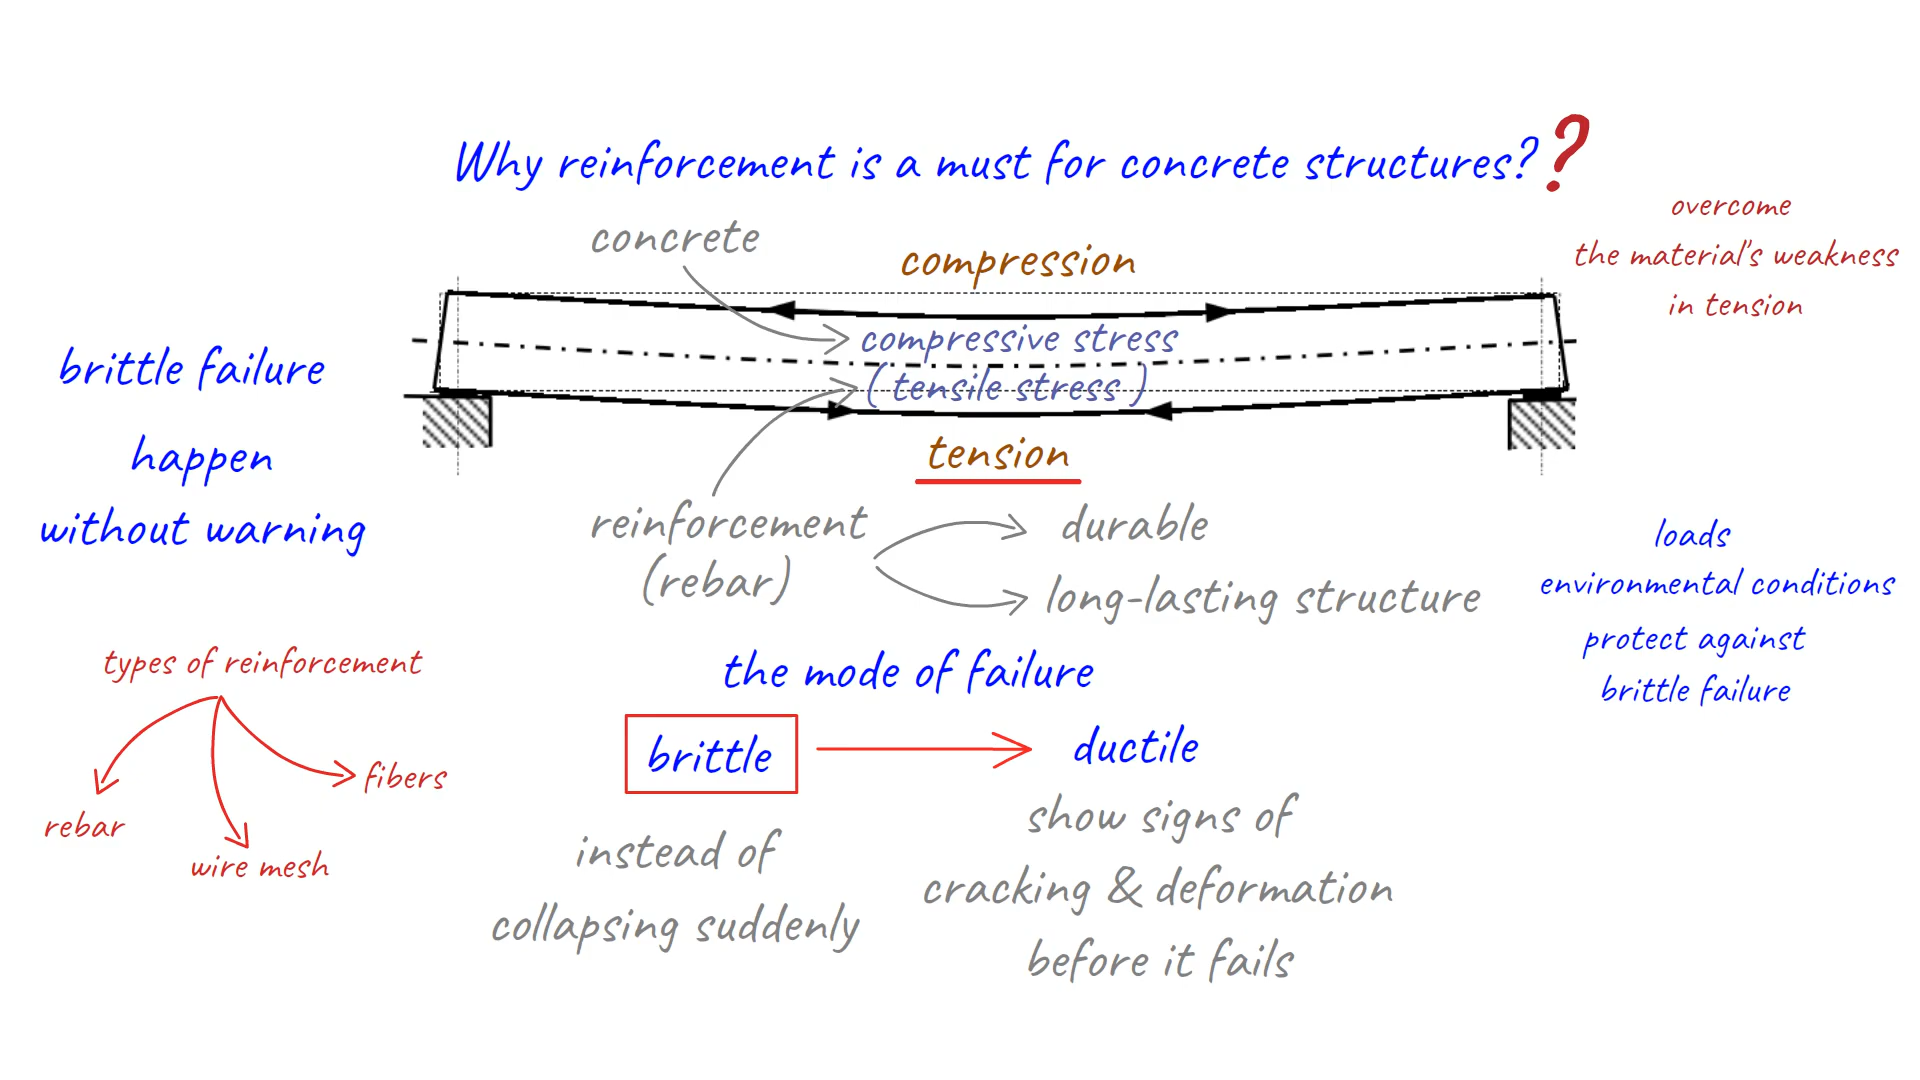 Why reinforcement is a must for concrete structures?
?
overcome
the material's weakness
in tension
concrete
compression
compressive stress
( tensile stress )
tension
brittle failure
happen
without warning
reinforcement
(rebar)
durable
long-lasting structure
loads
environmental conditions
protect against
brittle failure
types of reinforcement
rebar
wire mesh
fibers
the mode of failure
brittle
ductile
instead of
collapsing suddenly
show signs of
cracking & deformation
before it fails